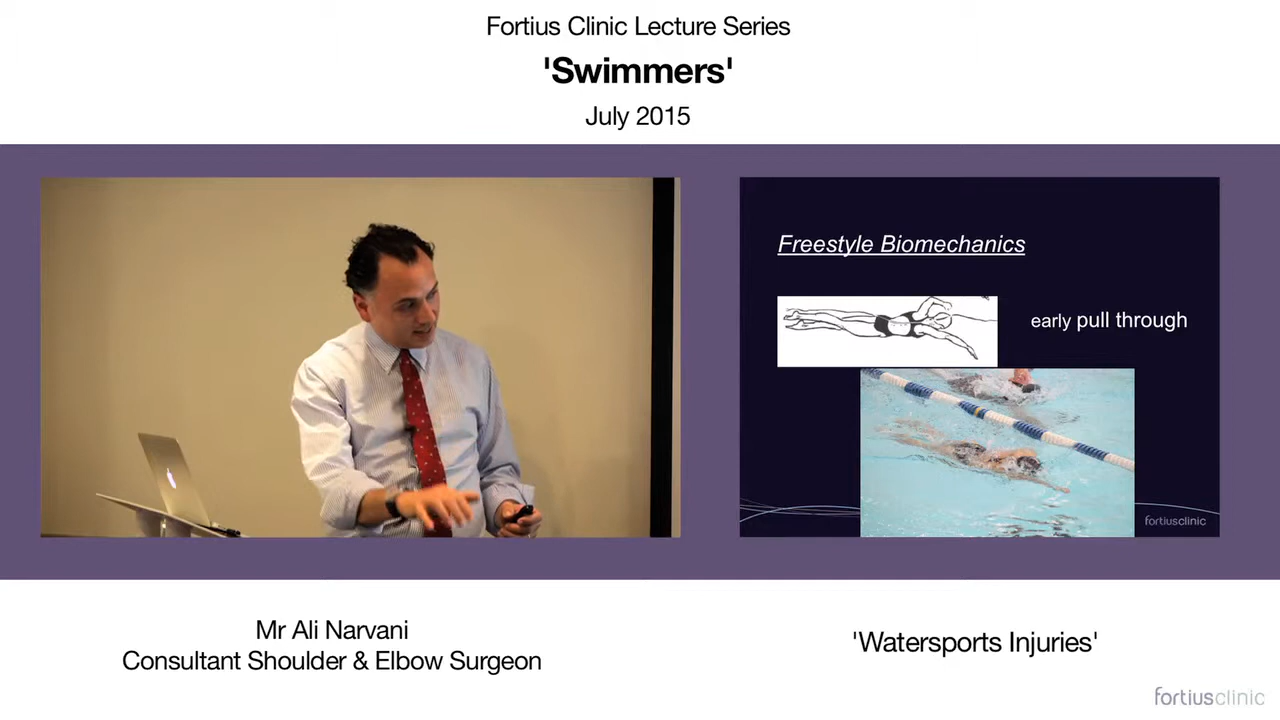 Fortius Clinic Lecture Series
'Swimmers'
July 2015
Freestyle Biomechanics
early pull through
fortiusclinic
Mr Ali Narvani
Consultant Shoulder & Elbow Surgeon
'Watersports Injuries'
fortiusclinic